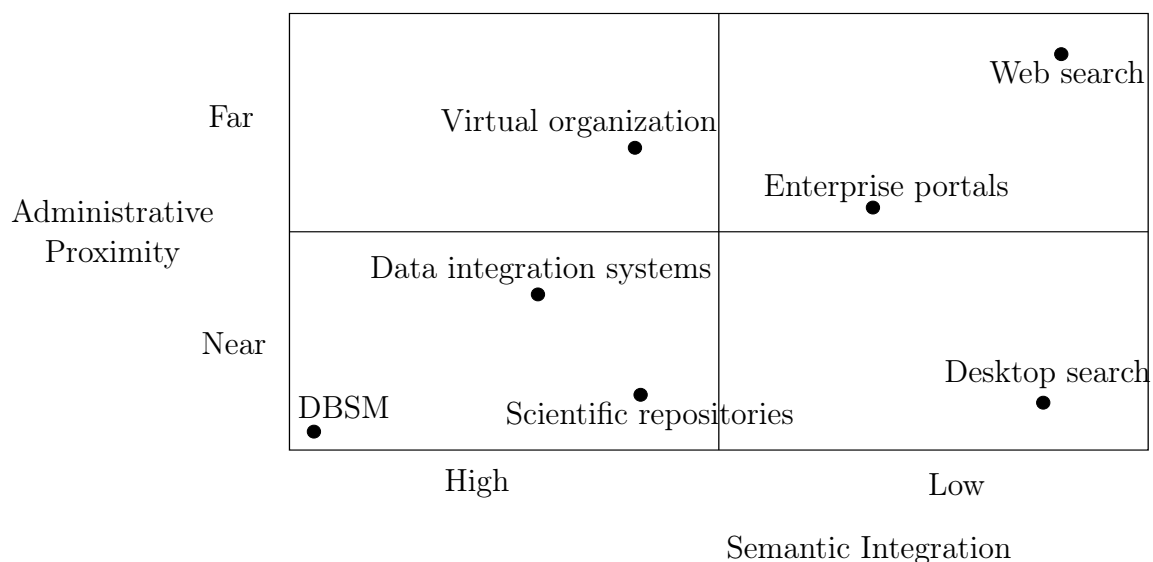 Web search
Far
Virtual organization
Enterprise portals
Administrative
Proximity
Data integration systems
Near
Desktop search
DBSM
Scientific repositories
High
Low
Semantic Integration